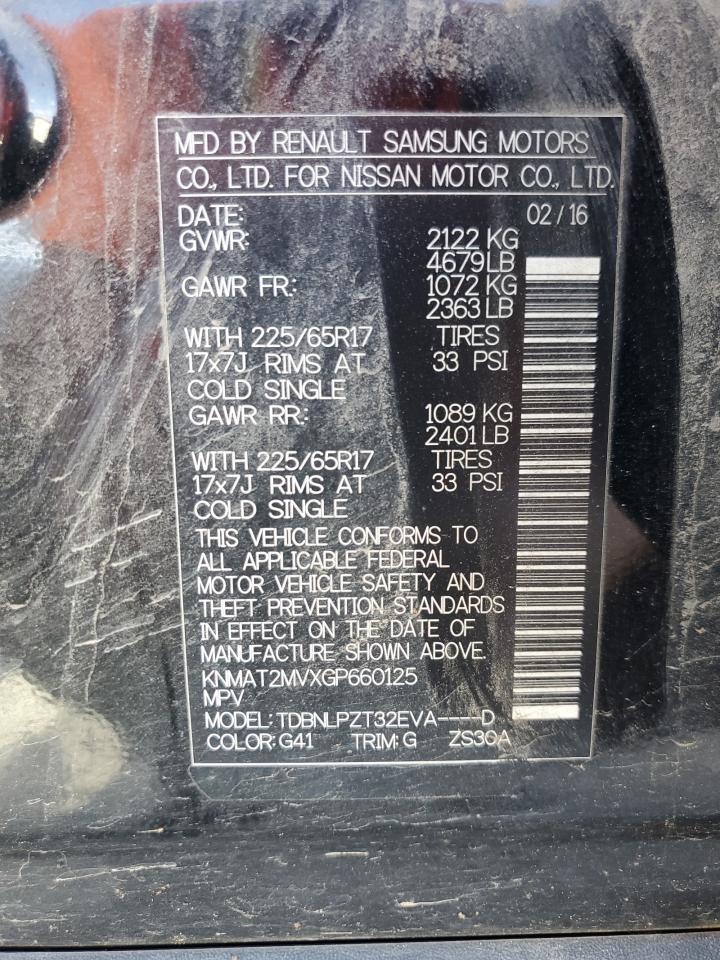 MFD BY RENAULT SAMSUNG MOTORS
CO., LTD. FOR NISSAN MOTOR CO., LTD.
DATE: 02/16
GVWR: 2122 KG
4679LB
GAWR FR: 1072 KG
2363 LB
WITH 225/65R17 TIRES
17x7J RIMS AT 33 PSI
COLD SINGLE
GAWR RR: 1089 KG
2401 LB
WITH 225/65R17 TIRES
17x7J RIMS AT 33 PSI
COLD SINGLE
THIS VEHICLE CONFORMS TO
ALL APPLICABLE FEDERAL
MOTOR VEHICLE SAFETY AND
THEFT PREVENTION STANDARDS
IN EFFECT ON THE DATE OF
MANUFACTURE SHOWN ABOVE.
KNMAT2MVXGP660125
MPV
MODEL: TDBNLPZT32EVA----D
COLOR: G41 TRIM: G ZS30A